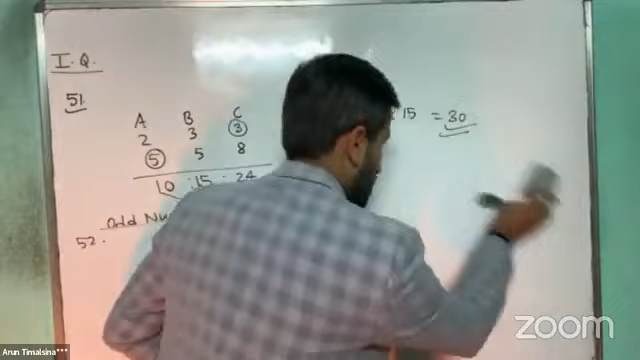 I.Q.
51.
A B C
2 3 3
5 5 8
10 : 15 : 24
15 = 30
Odd Nu
52.
Arun Timalsina***
zoom